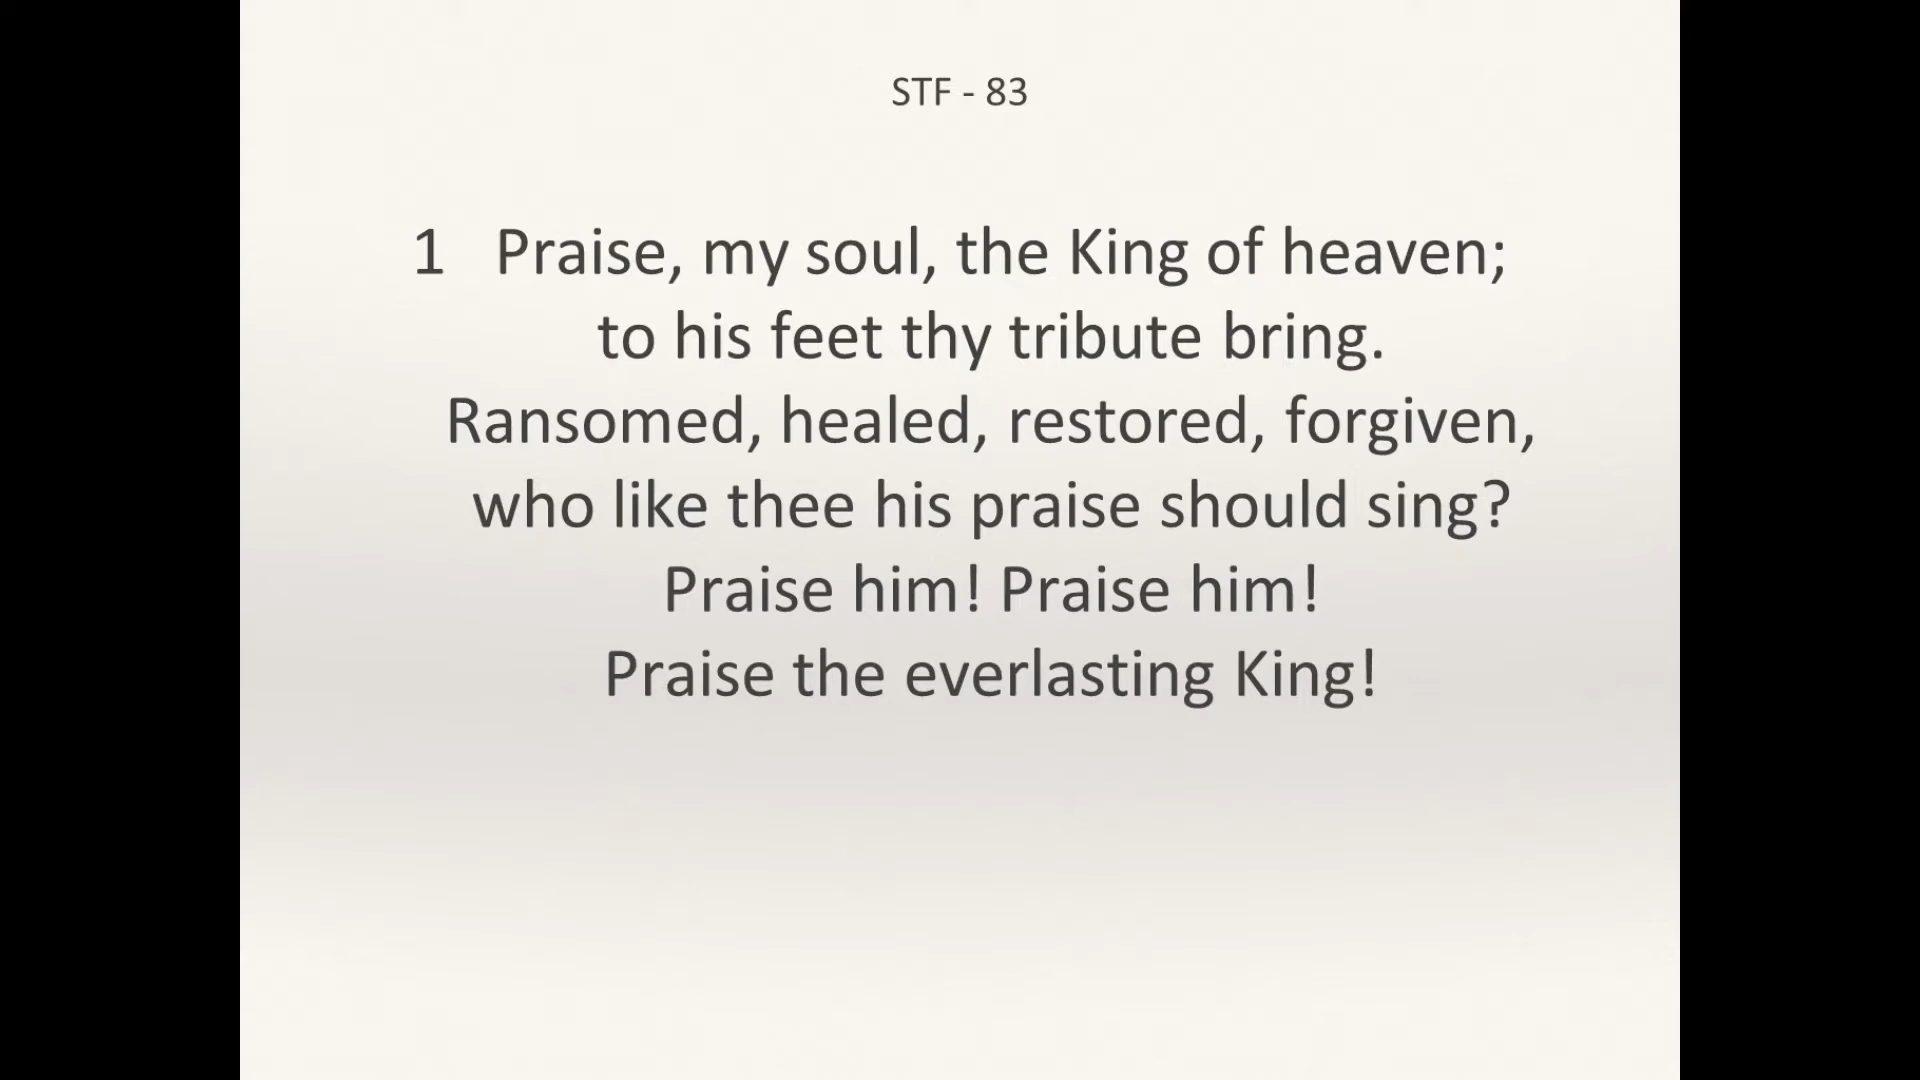 STF - 83
1 Praise, my soul, the King of heaven;
to his feet thy tribute bring.
Ransomed, healed, restored, forgiven,
who like thee his praise should sing?
Praise him! Praise him!
Praise the everlasting King!